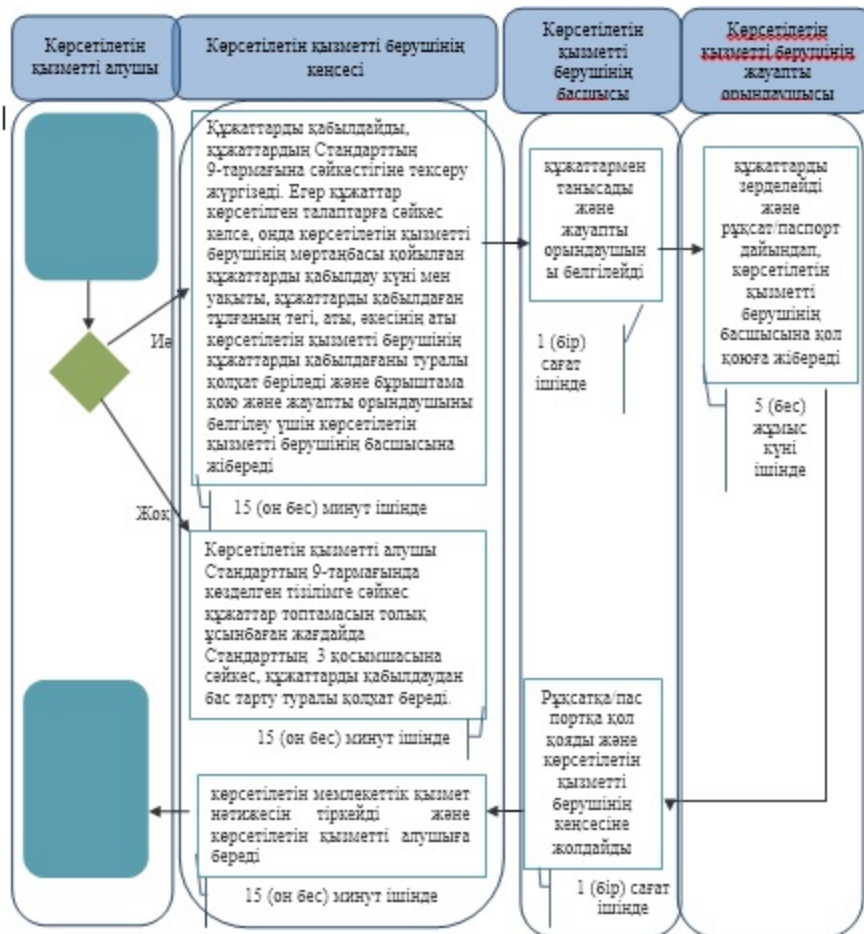 Көрсетілетін
қызметті алушы
Көрсетілетін қызметті берушінің
кеңсесі
Көрсетілетін
қызметті
берушінің
басшысы
Көрсетілетін
қызметті берушінің
жауапты
орындаушысы
Құжаттарды қабылдайды,
құжаттардың Стандарттың
9-тармағына сәйкестігіне тексеру
жүргізеді. Егер құжаттар
көрсетілген талаптарға сәйкес
келсе, онда көрсетілетін қызметті
берушінің мөртаңбасы қойылған
құжаттарды қабылдау күні мен
уақыты, құжаттарды қабылдаған
тұлғаның тегі, аты, әкесінің аты
көрсетілетін қызметті берушінің
құжаттарды қабылдағаны туралы
қолхат беріледі және бұрыштама
қою және жауапты орындаушыны
белгілеу үшін көрсетілетін
қызметті берушінің басшысына
жібереді
15 (он бес) минут ішінде
құжаттармен
танысады
және
жауапты
орындаушын
ы белгілейді
1 (бір)
сағат
ішінде
құжаттарды
зерделейді
және
рұқсат/паспорт
дайындап,
көрсетілетін
қызметті
берушінің
басшысына қол
қоюға жібереді
5 (бес)
жұмыс
күні
ішінде
Иә
Жоқ
Көрсетілетін қызметті алушы
Стандарттың 9-тармағында
көзделген тізілімге сәйкес
құжаттар топтамасын толық
ұсынбаған жағдайда
Стандарттың 3 қосымшасына
сәйкес, құжаттарды қабылдаудан
бас тарту туралы қолхат береді.
15 (он бес) минут ішінде
Рұқсатқа/пас
портқа қол
қояды және
көрсетілетін
қызметті
берушінің
кеңсесіне
жолдайды
1 (бір) сағат
ішінде
көрсетілетін мемлекеттік қызмет
нәтижесін тіркейді және
көрсетілетін қызметті алушыға
береді
15 (он бес) минут ішінде